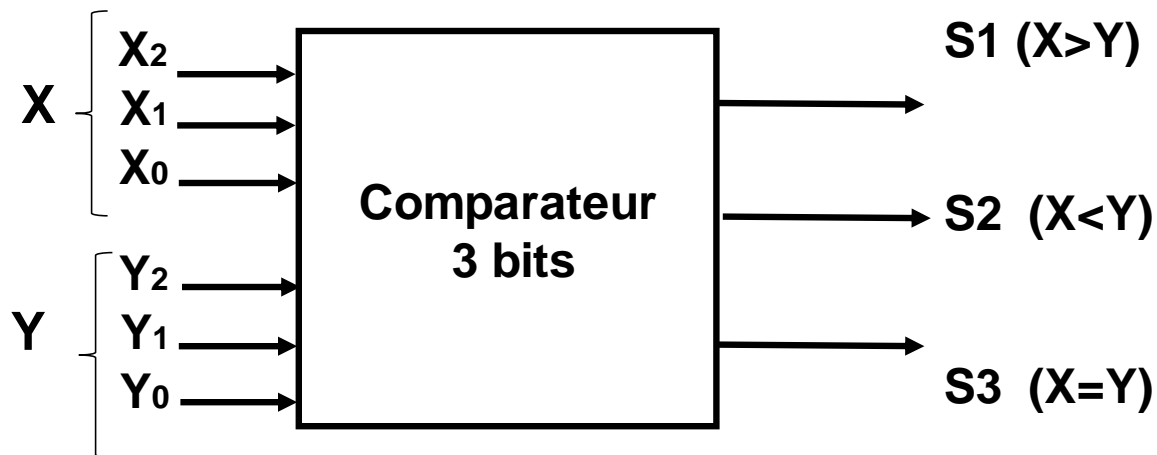 X
X2
X1
X0
Y
Y2
Y1
Y0
Comparateur
3 bits
S1 (X>Y)
S2 (X<Y)
S3 (X=Y)